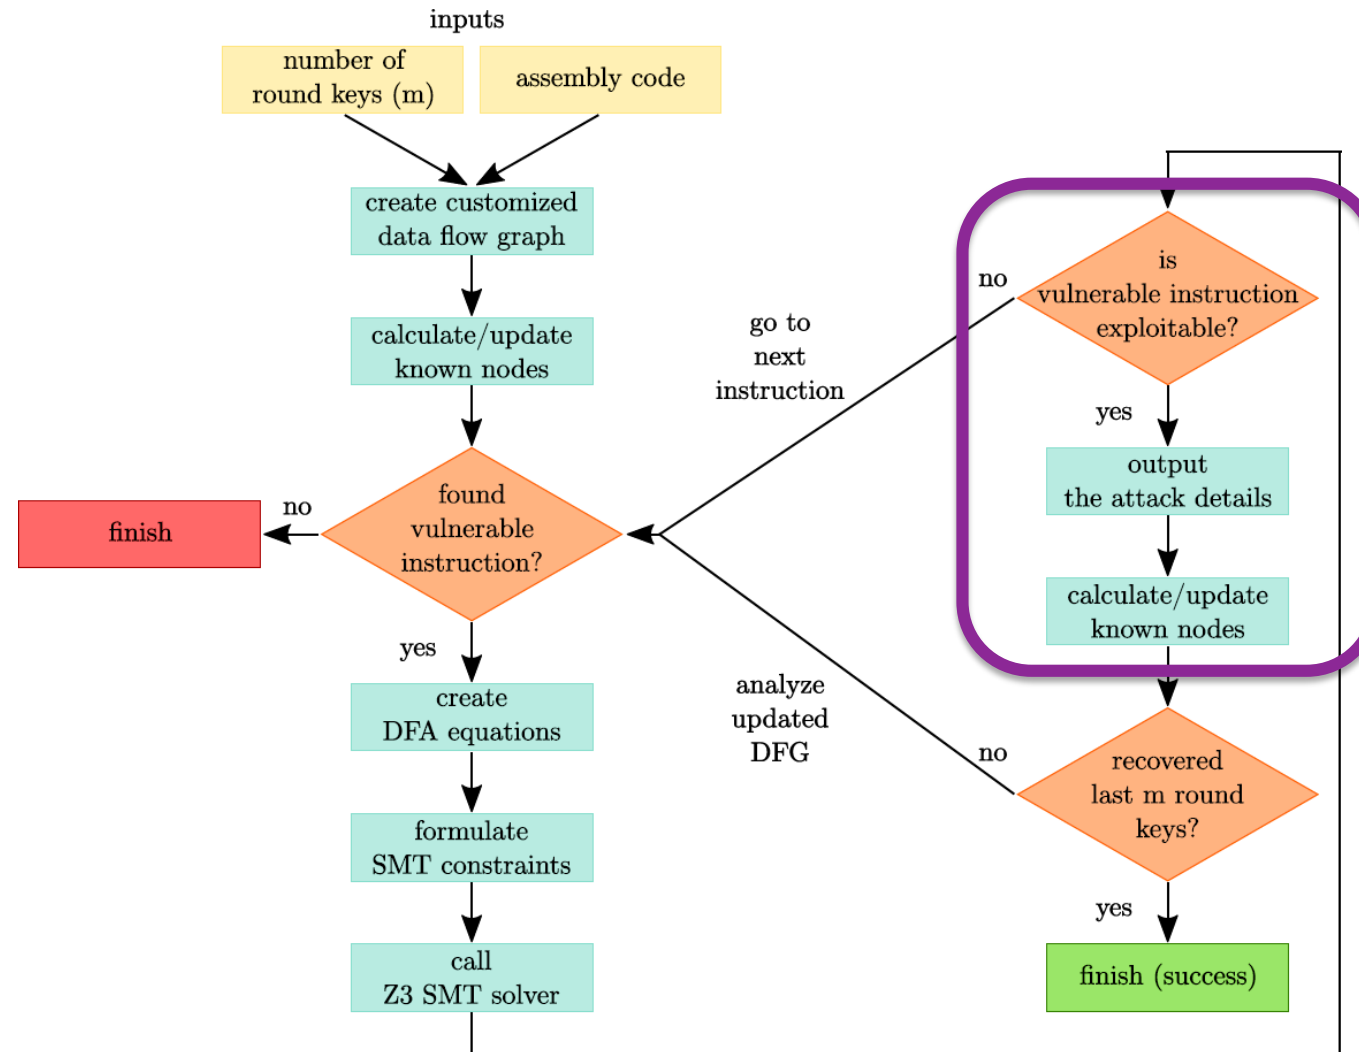 inputs
number of
round keys (m)
assembly code
create customized
data flow graph
calculate/update
known nodes
found
vulnerable
instruction?
no
finish
yes
create
DFA equations
formulate
SMT constraints
call
Z3 SMT solver
go to
next
instruction
analyze
updated
DFG
is
vulnerable instruction
exploitable?
no
yes
output
the attack details
calculate/update
known nodes
recovered
last m round
keys?
no
yes
finish (success)